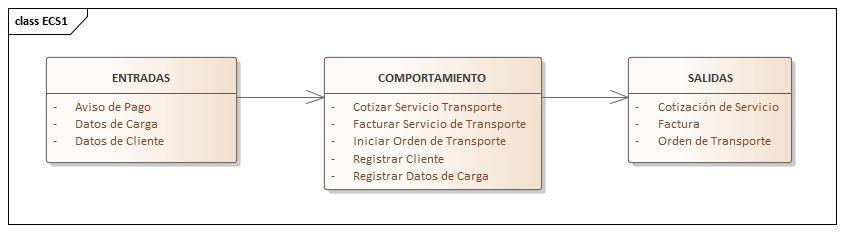 class ECS1
ENTRADAS
- Aviso de Pago
- Datos de Carga
- Datos de Cliente
COMPORTAMIENTO
- Cotizar Servicio Transporte
- Facturar Servicio de Transporte
- Iniciar Orden de Transporte
- Registrar Cliente
- Registrar Datos de Carga
SALIDAS
- Cotización de Servicio
- Factura
- Orden de Transporte